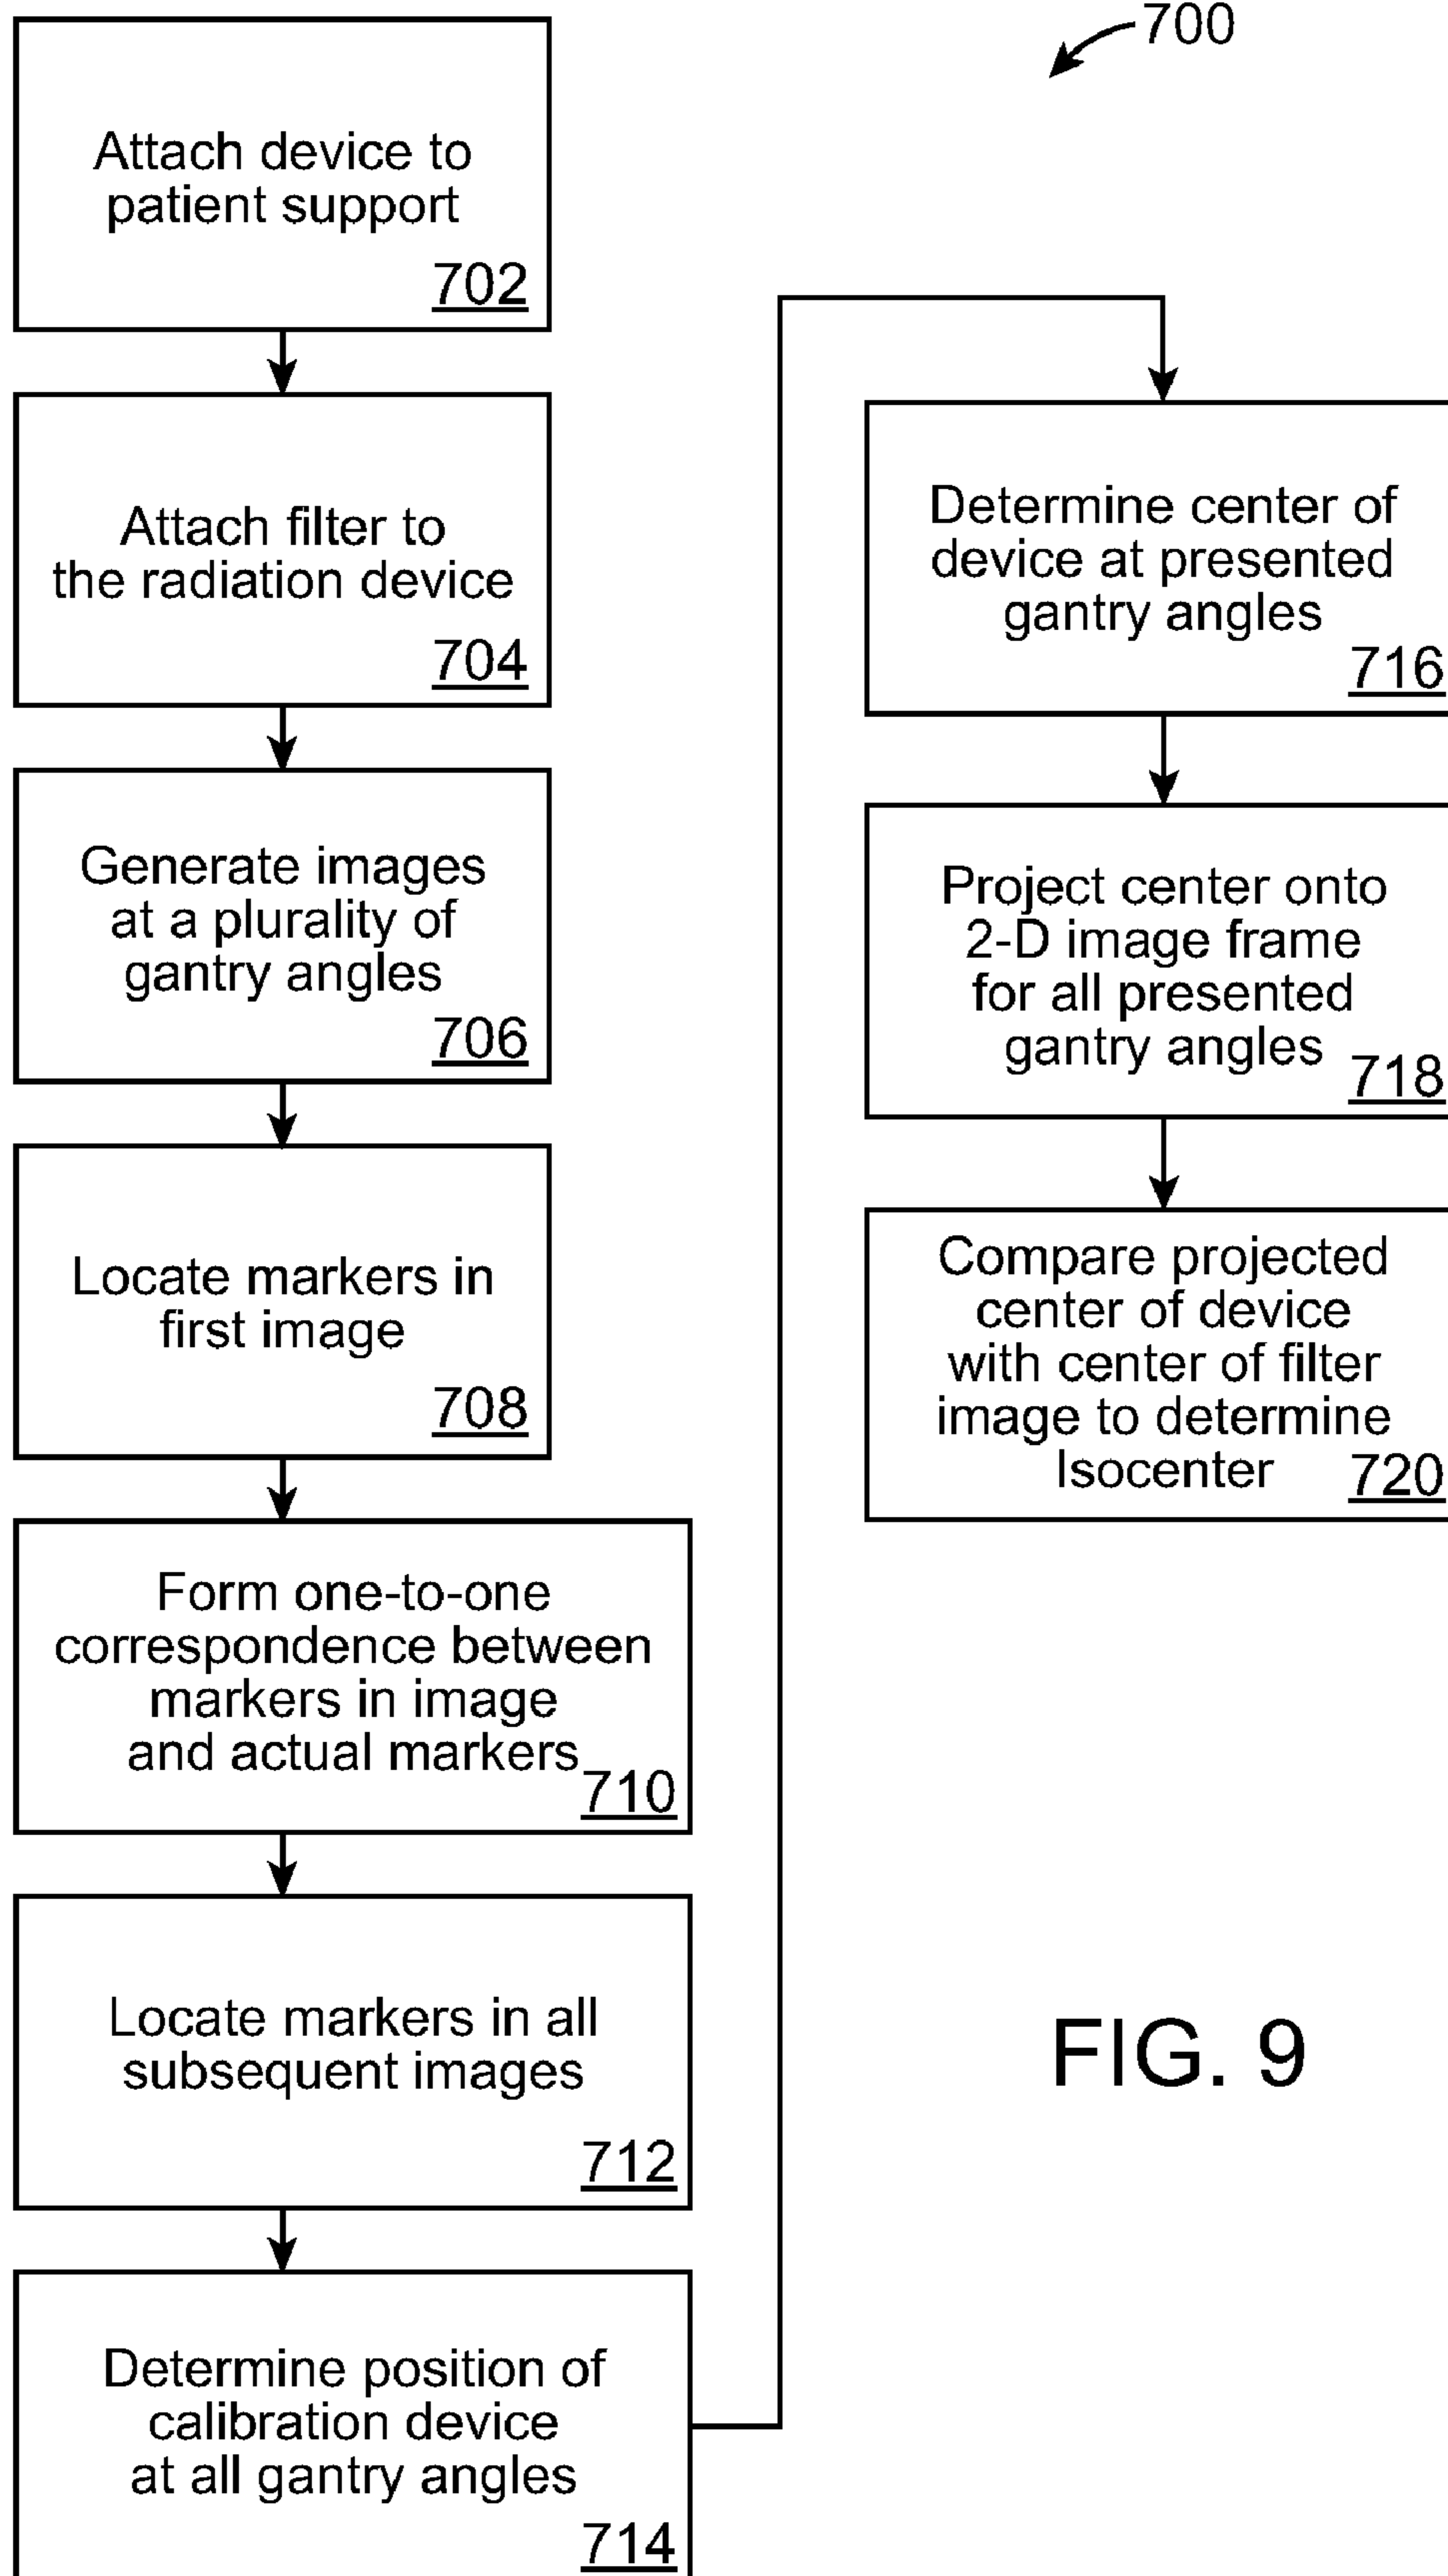 700
Attach device to
patient support
702
Attach filter to
the radiation device
704
Generate images
at a plurality of
gantry angles
706
Locate markers in
first image
708
Form one-to-one
correspondence between
markers in image
and actual markers
710
Locate markers in all
subsequent images
712
Determine position of
calibration device
at all gantry angles
714
Determine center of
device at presented
gantry angles
716
Project center onto
2-D image frame
for all presented
gantry angles
718
Compare projected
center of device
with center of filter
image to determine
Isocenter
720
FIG. 9